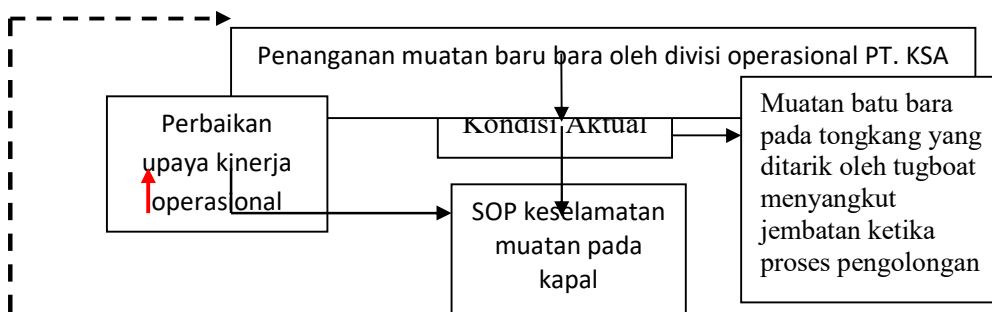 Penanganan muatan baru bara oleh divisi operasional PT. KSA
Perbaikan
upaya kinerja
operasional
Kondisi Aktual
Muatan batu bara
pada tongkang yang
ditarik oleh tugboat
menyangkut
jembatan ketika
proses pengolongan
SOP keselamatan
muatan pada
kapal